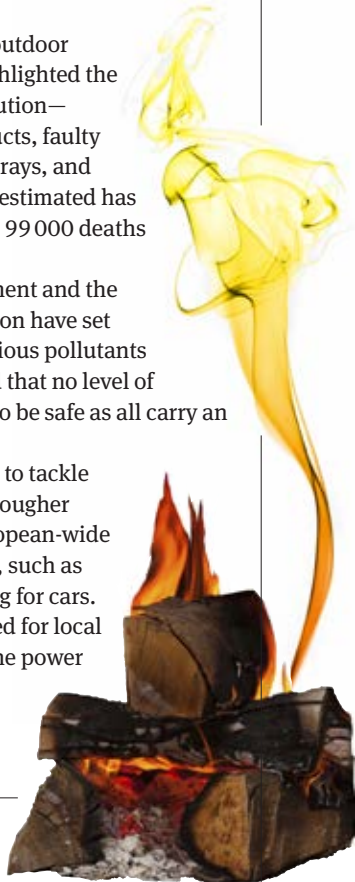 outdoor
hlighted the
ution—
ucts, faulty
rays, and
estimated has
99 000 deaths
ment and the
on have set
ious pollutants
that no level of
o be safe as all carry an
to tackle
ougher
opean-wide
, such as
g for cars.
ed for local
ne power